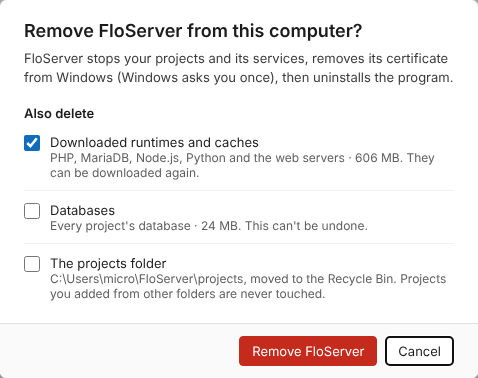 Remove FloServer from this computer?
FloServer stops your projects and its services, removes its certificate
from Windows (Windows asks you once), then uninstalls the program.
Also delete
Downloaded runtimes and caches
PHP, MariaDB, Node.js, Python and the web servers · 606 MB. They
can be downloaded again.
Databases
Every project's database · 24 MB. This can't be undone.
The projects folder
C:\Users\micro\FloServer\projects, moved to the Recycle Bin. Projects
you added from other folders are never touched.
Remove FloServer
Cancel